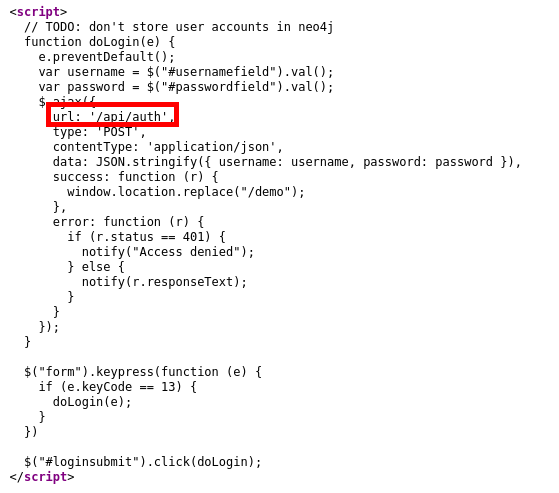 <script>
// TODO: don't store user accounts in neo4j
function doLogin(e) {
e.preventDefault();
var username = $("#usernamefield").val();
var password = $("#passwordfield").val();
$.ajax({
url: '/api/auth',
type: 'POST',
contentType: 'application/json',
data: JSON.stringify({ username: username, password: password }),
success: function (r) {
window.location.replace("/demo");
},
error: function (r) {
if (r.status == 401) {
notify("Access denied");
} else {
notify(r.responseText);
}
}
});
}
$("form").keypress(function (e) {
if (e.keyCode == 13) {
doLogin(e);
}
})
$("#loginsubmit").click(doLogin);
</script>